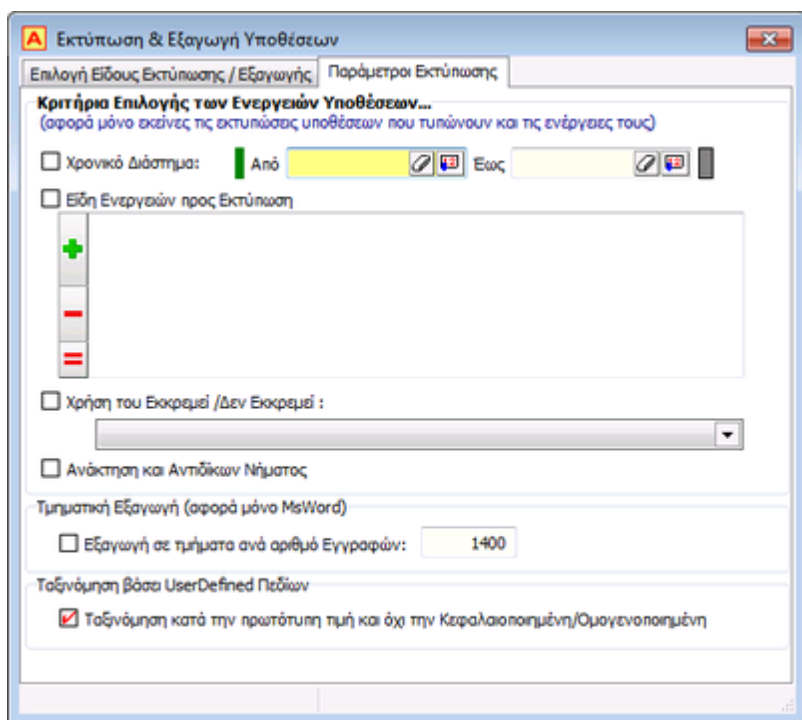 A Εκτύπωση & Εξαγωγή Υποθέσεων
Επιλογή Είδους Εκτύπωσης / Εξαγωγής Παράμετροι Εκτύπωσης
Κριτήρια Επιλογής των Ενεργειών Υποθέσεων...
(αφορά μόνο εκείνες τις εκτυπώσεις υποθέσεων που τυπώνουν και τις ενέργειες τους)
Χρονικό Διάστημα: Από Έως
Είδη Ενεργειών προς Εκτύπωση
Χρήση του Εκκρεμεί /Δεν Εκκρεμεί :
Ανάκτηση και Αντιδίκων Νήματος
Τμηματική Εξαγωγή (αφορά μόνο MsWord)
Εξαγωγή σε τμήματα ανά αριθμό Εγγραφών: 1400
Ταξινόμηση βάσει UserDefined Πεδίων
Ταξινόμηση κατά την πρωτότυπη τιμή και όχι την Κεφαλαιοποιημένη/Ομογενοποιημένη